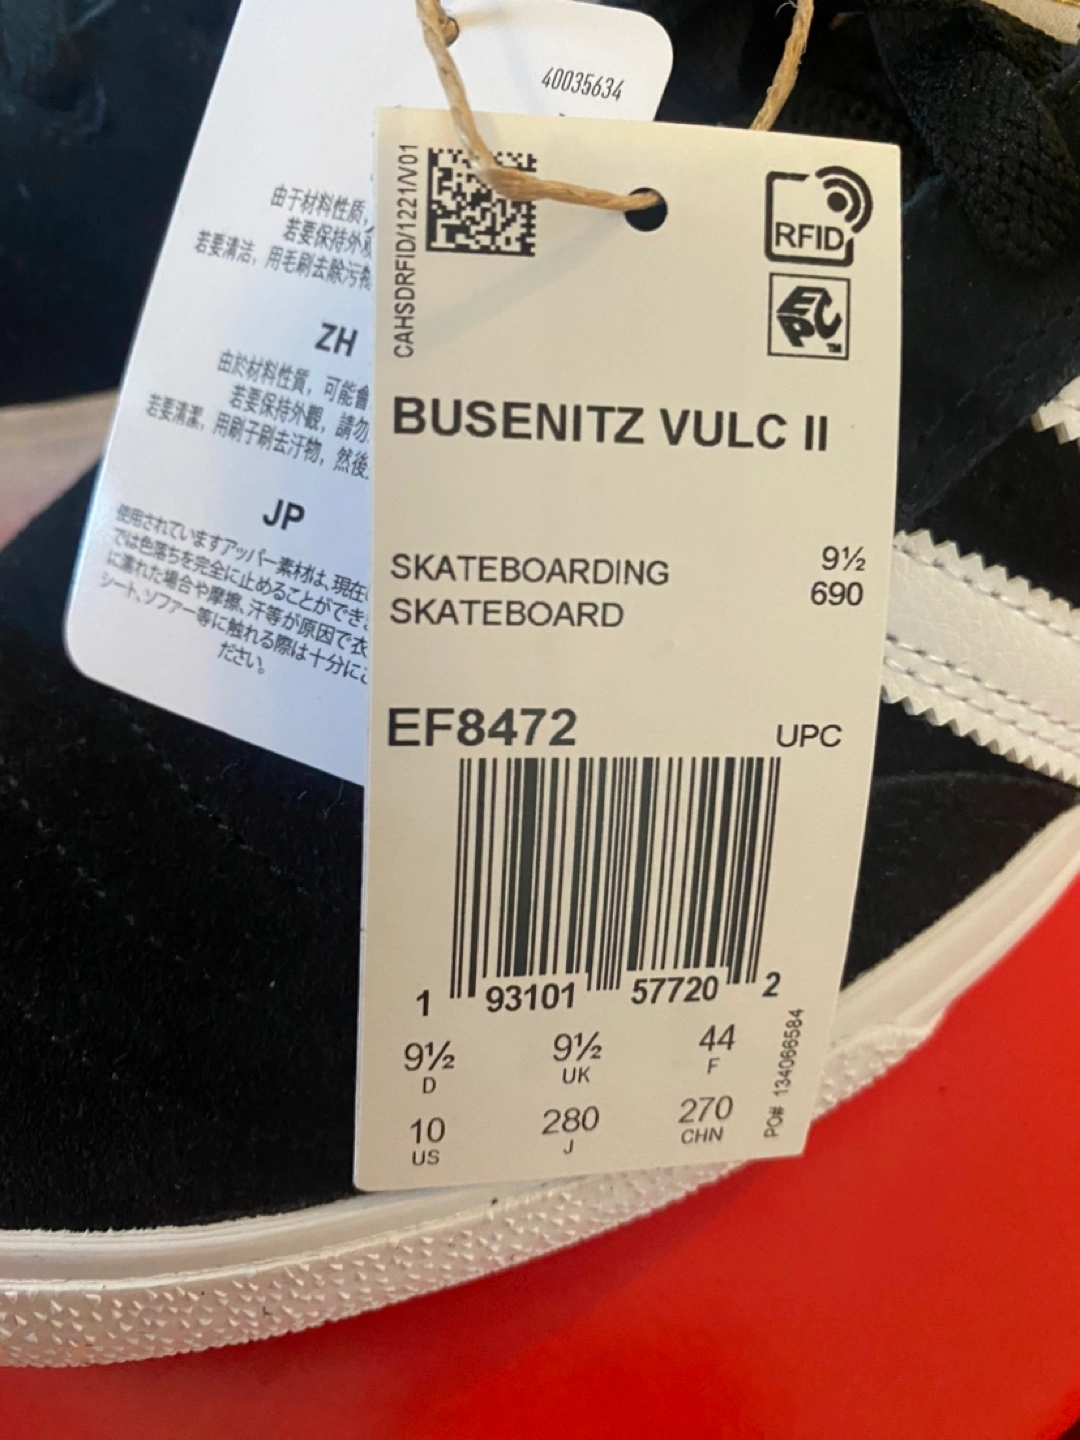 40035634
由于材料性质,
若要保持外观
若要清洁, 用毛刷去除污物
ZH
由於材料性質, 可能會
若要保持外觀, 請勿
若要清潔, 用刷子刷去汙物, 然後
JP
使用されていますアッパー素材は、現在
では色落ちを完全に止めることができ
に濡れた場合や摩擦、汗等が原因で衣
シート、ソファー等に触れる際は十分にご
ださい。
CAHSDRFID/1221/V01
RFID
EPC
TM
BUSENITZ VULC II
SKATEBOARDING 9½
SKATEBOARD 690
EF8472 UPC
1 93101 57720 2
9½ 9½ 44
D UK F
10 280 270
US J CHN
PO# 134066584